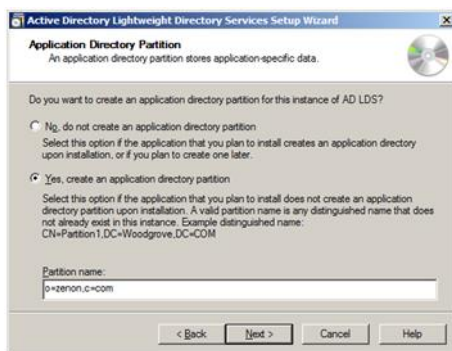 Active Directory Lightweight Directory Services Setup Wizard
Application Directory Partition
An application directory partition stores application-specific data.
Do you want to create an application directory partition for this instance of AD LDS?
No, do not create an application directory partition
Select this option if the application that you plan to install creates an application directory
upon installation, or if you plan to create one later.
Yes, create an application directory partition
Select this option if the application that you plan to install does not create an application
directory partition upon installation. A valid partition name is any distinguished name that does
not already exist in this instance. Example distinguished name:
CN=Partition1,DC=Woodgrove,DC=COM
Partition name:
o=zenon,c=com
< Back
Next >
Cancel
Help